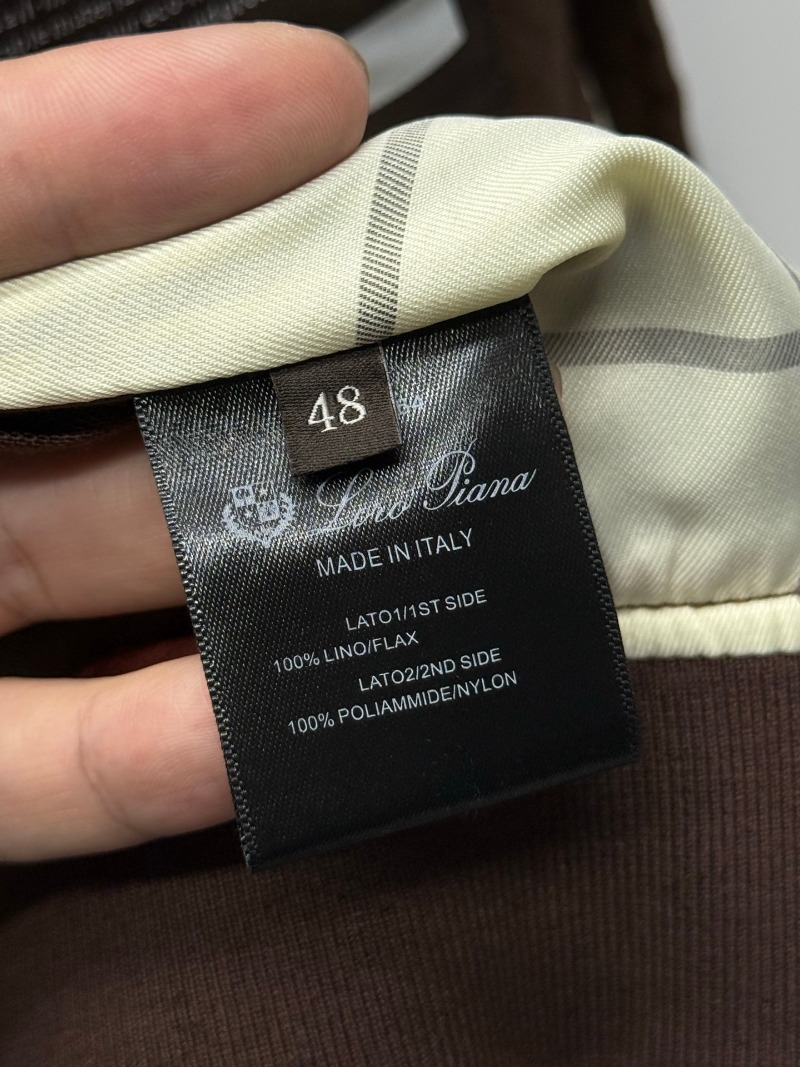 48
Loro Piana
MADE IN ITALY
LATO1/1ST SIDE
100% LINO/FLAX
LATO2/2ND SIDE
100% POLIAMMIDE/NYLON